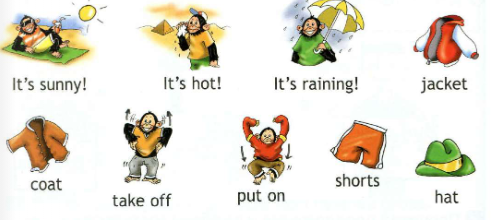 It's sunny!
It's hot!
It's raining!
jacket
coat
take off
put on
shorts
hat